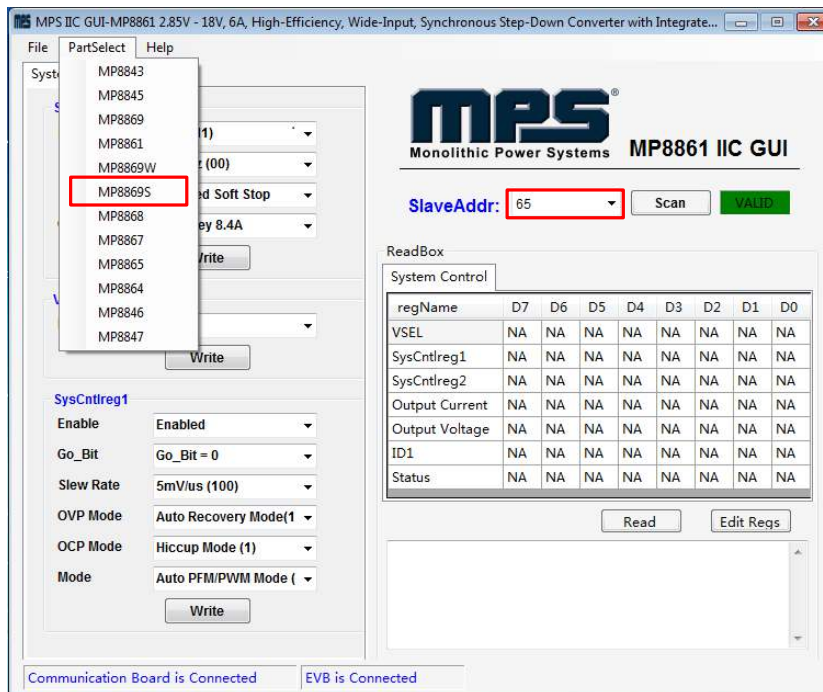 MPS IIC GUI-MP8861 2.85V - 18V, 6A, High-Efficiency, Wide-Input, Synchronous Step-Down Converter with Integrate...
File PartSelect Help
MP8843
MP8845
MP8869
MP8861
MP8869W
MP8869S
MP8868
MP8867
MP8865
MP8864
MP8846
MP8847
Syst
(00)
ed Soft Stop
ey 8.4A
Write
Write
SysCntlreg1
Enable Enabled
Go_Bit Go_Bit = 0
Slew Rate 5mV/us (100)
OVP Mode Auto Recovery Mode(1
OCP Mode Hiccup Mode (1)
Mode Auto PFM/PWM Mode (
Write
mps®
Monolithic Power Systems
MP8861 IIC GUI
SlaveAddr: 65 Scan VALID
ReadBox
System Control
regName D7 D6 D5 D4 D3 D2 D1 D0
VSEL NA NA NA NA NA NA NA NA
SysCntlreg1 NA NA NA NA NA NA NA NA
SysCntlreg2 NA NA NA NA NA NA NA NA
Output Current NA NA NA NA NA NA NA NA
Output Voltage NA NA NA NA NA NA NA NA
ID1 NA NA NA NA NA NA NA NA
Status NA NA NA NA NA NA NA NA
Read Edit Regs
Communication Board is Connected EVB is Connected